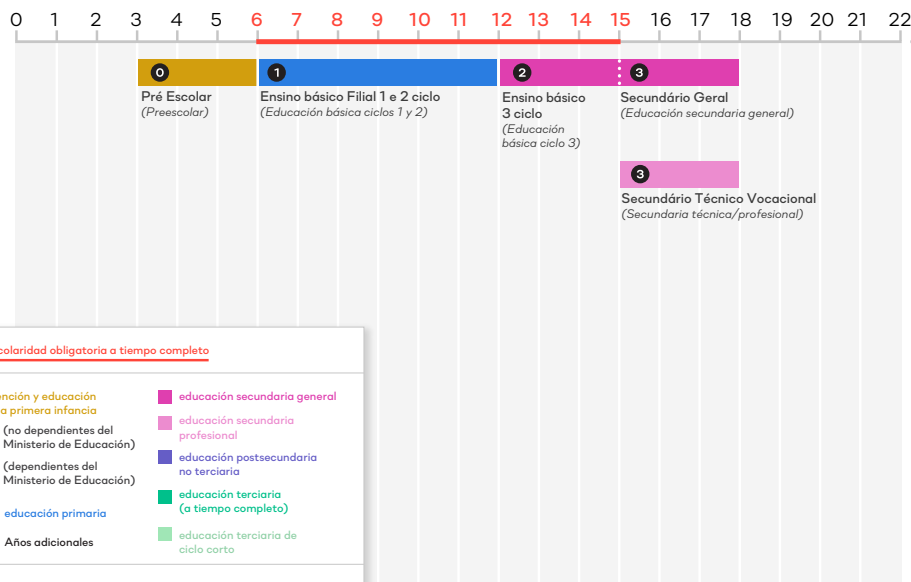 0 1 2 3 4 5 6 7 8 9 10 11 12 13 14 15 16 17 18 19 20 21 22
0 1 2 3
Pré Escolar
(Preescolar)
Ensino básico Filial 1 e 2 ciclo
(Educación básica ciclos 1 y 2)
Ensino básico
3 ciclo
(Educación
básica ciclo 3)
Secundário Geral
(Educación secundaria general)
3
Secundário Técnico Vocacional
(Secundaria técnica/profesional)
colaridad obligatoria a tiempo completo
nción y educación
a primera infancia
(no dependientes del
Ministerio de Educación)
(dependientes del
Ministerio de Educación)
educación primaria
Años adicionales
educación secundaria general
educación secundaria
profesional
educación postsecundaria
no terciaria
educación terciaria
(a tiempo completo)
educación terciaria de
ciclo corto